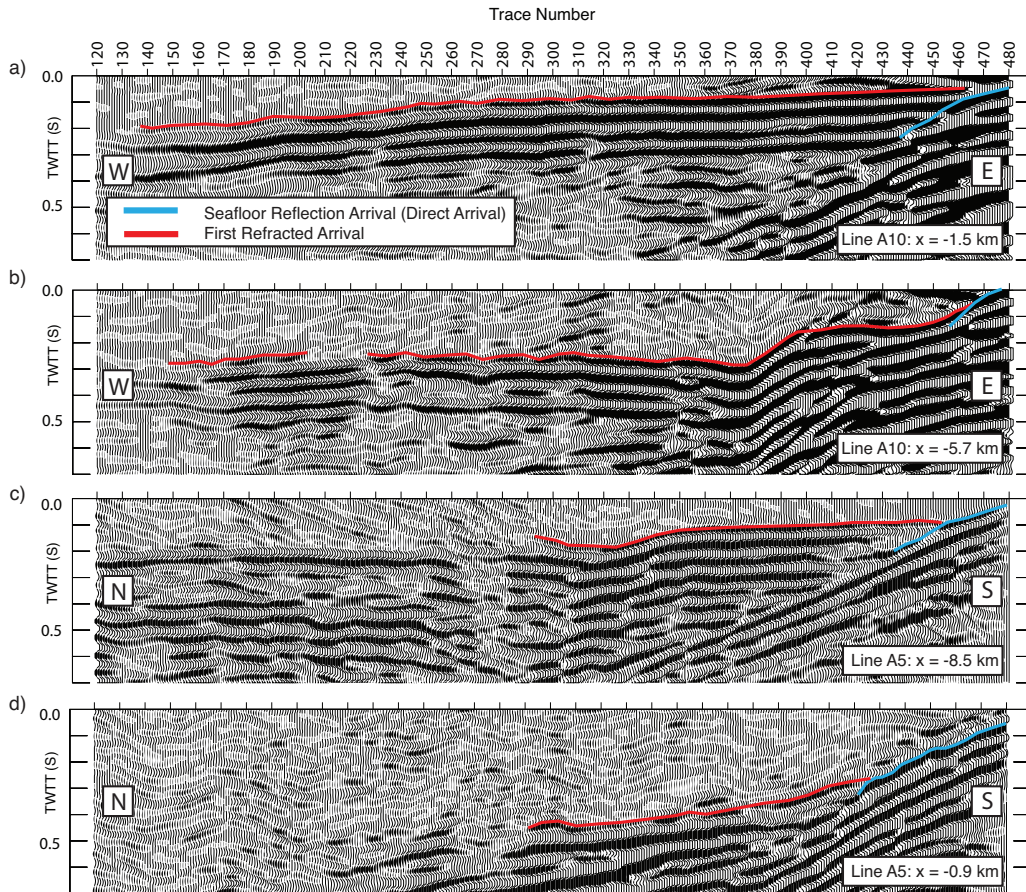 Trace Number
120 130 140 150 160 170 180 190 200 210 220 230 240 250 260 270 280 290 300 310 320 330 340 350 360 370 380 390 400 410 420 430 440 450 460 470 480
a)
0.0
TWTT (S)
0.5
W
E
Seafloor Reflection Arrival (Direct Arrival)
First Refracted Arrival
Line A10: x = -1.5 km
b)
0.0
TWTT (S)
0.5
W
E
Line A10: x = -5.7 km
c)
0.0
TWTT (S)
0.5
N
S
Line A5: x = -8.5 km
d)
0.0
TWTT (S)
0.5
N
S
Line A5: x = -0.9 km